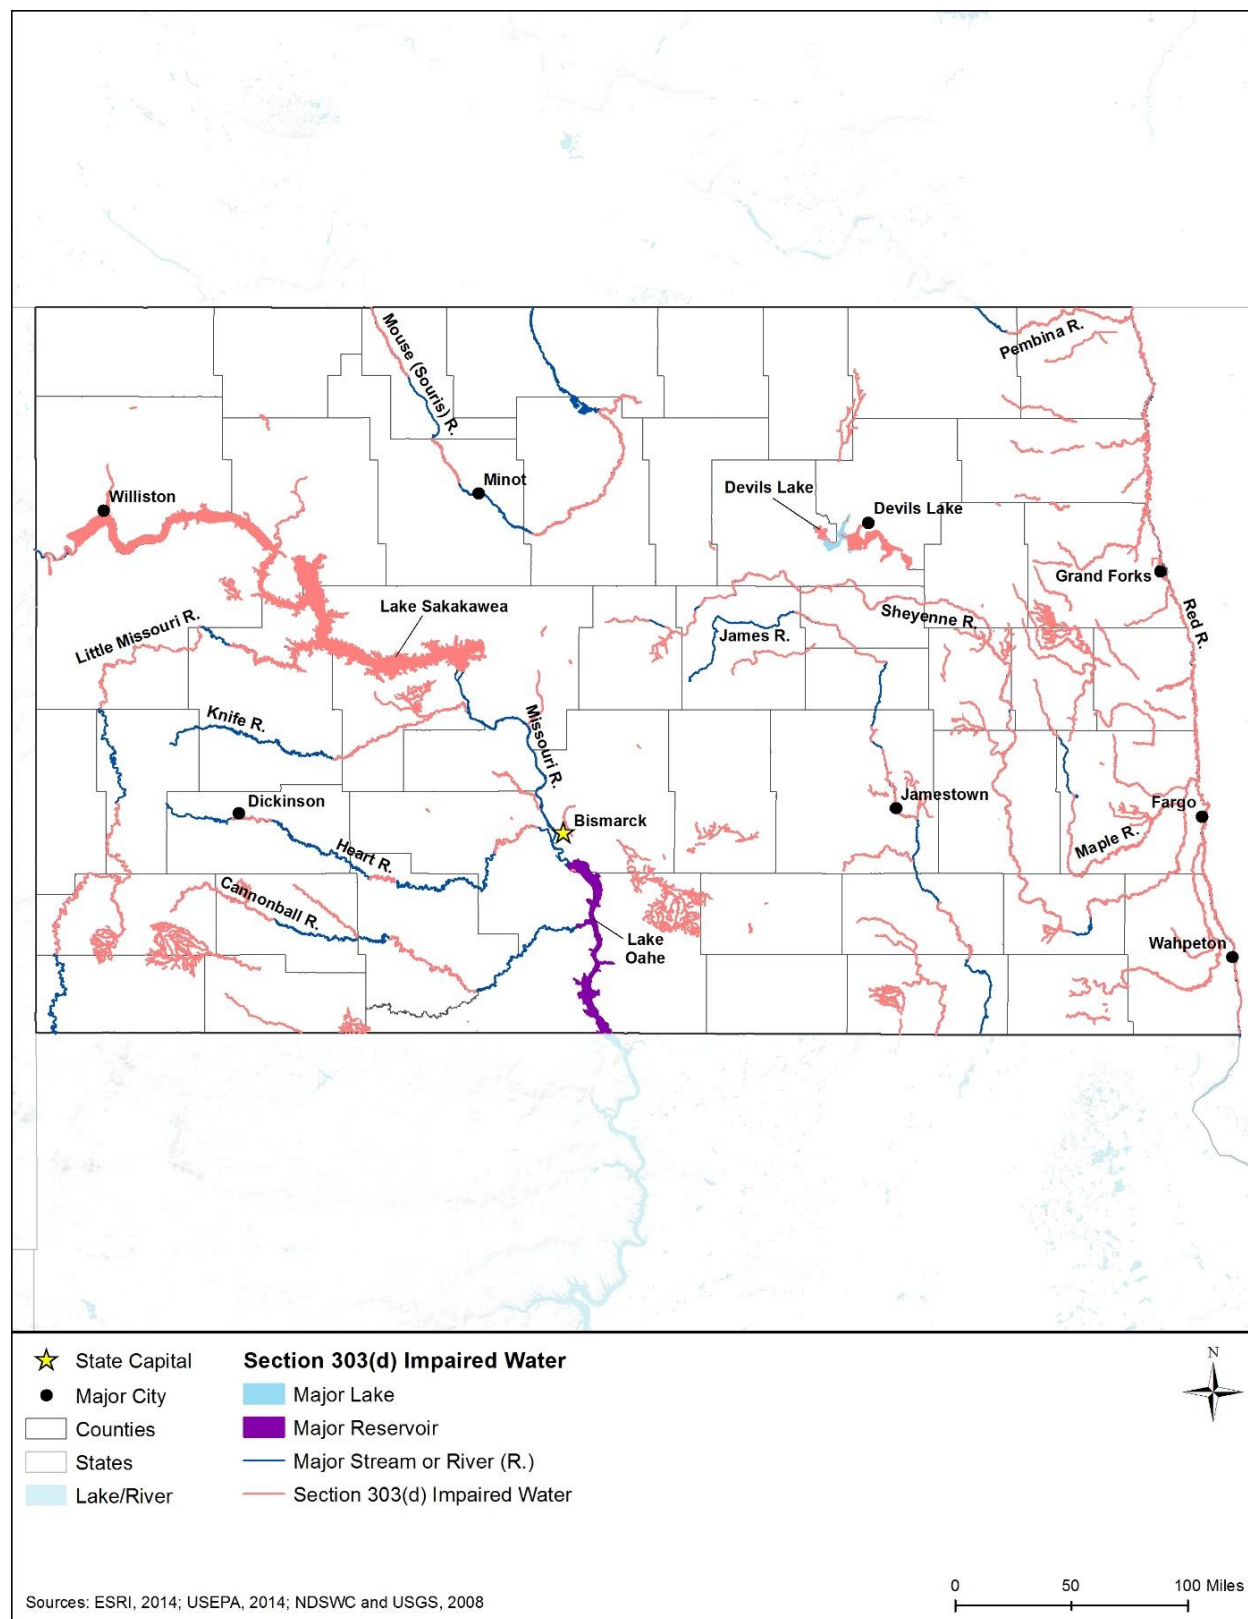 Mouse (Souris) R.
Pembina R.
Minot
Williston
Devils Lake
Devils Lake
Grand Forks
Lake Sakakawea
Little Missouri R.
Sheyenne R.
James R.
Red R.
Knife R.
Missouri R.
Dickinson
Jamestown
Fargo
Bismarck
Maple R.
Heart R.
Cannonball R.
Lake
Oahe
Wahpeton
State Capital
Major City
Counties
States
Lake/River
Section 303(d) Impaired Water
Major Lake
Major Reservoir
Major Stream or River (R.)
Section 303(d) Impaired Water
N
0 50 100 Miles
Sources: ESRI, 2014; USEPA, 2014; NDSWC and USGS, 2008